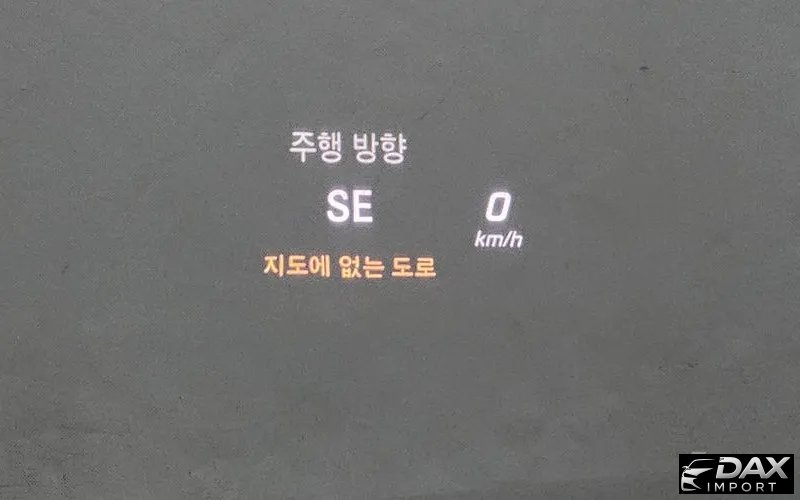 주행 방향
SE
0
km/h
지도에 없는 도로
DAX
IMPORT